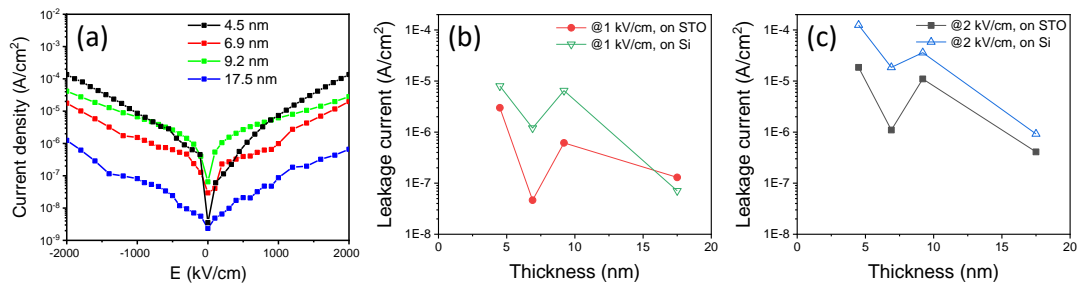 (a)
4.5 nm
6.9 nm
9.2 nm
17.5 nm
Current density (A/cm²)
10⁻³
10⁻⁴
10⁻⁵
10⁻⁶
10⁻⁷
10⁻⁸
10⁻⁹
-2000 -1000 0 1000 2000
E (kV/cm)
(b)
@1 kV/cm, on STO
@1 kV/cm, on Si
Leakage current (A/cm²)
1E-4
1E-5
1E-6
1E-7
1E-8
0 5 10 15 20
Thickness (nm)
(c)
@2 kV/cm, on STO
@2 kV/cm, on Si
Leakage current (A/cm²)
1E-4
1E-5
1E-6
1E-7
1E-8
0 5 10 15 20
Thickness (nm)